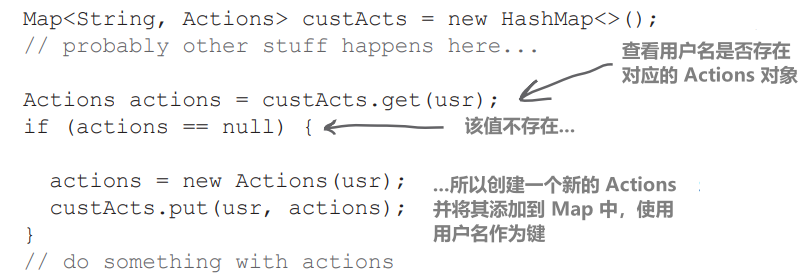 Map<String, Actions> custActs = new HashMap<>();
// probably other stuff happens here...
查看用户名是否存在
对应的 Actions 对象
Actions actions = custActs.get(usr);
if (actions == null) {
该值不存在...
actions = new Actions(usr);
custActs.put(usr, actions);
...所以创建一个新的 Actions
并将其添加到 Map 中，使用
用户名作为键
}
// do something with actions